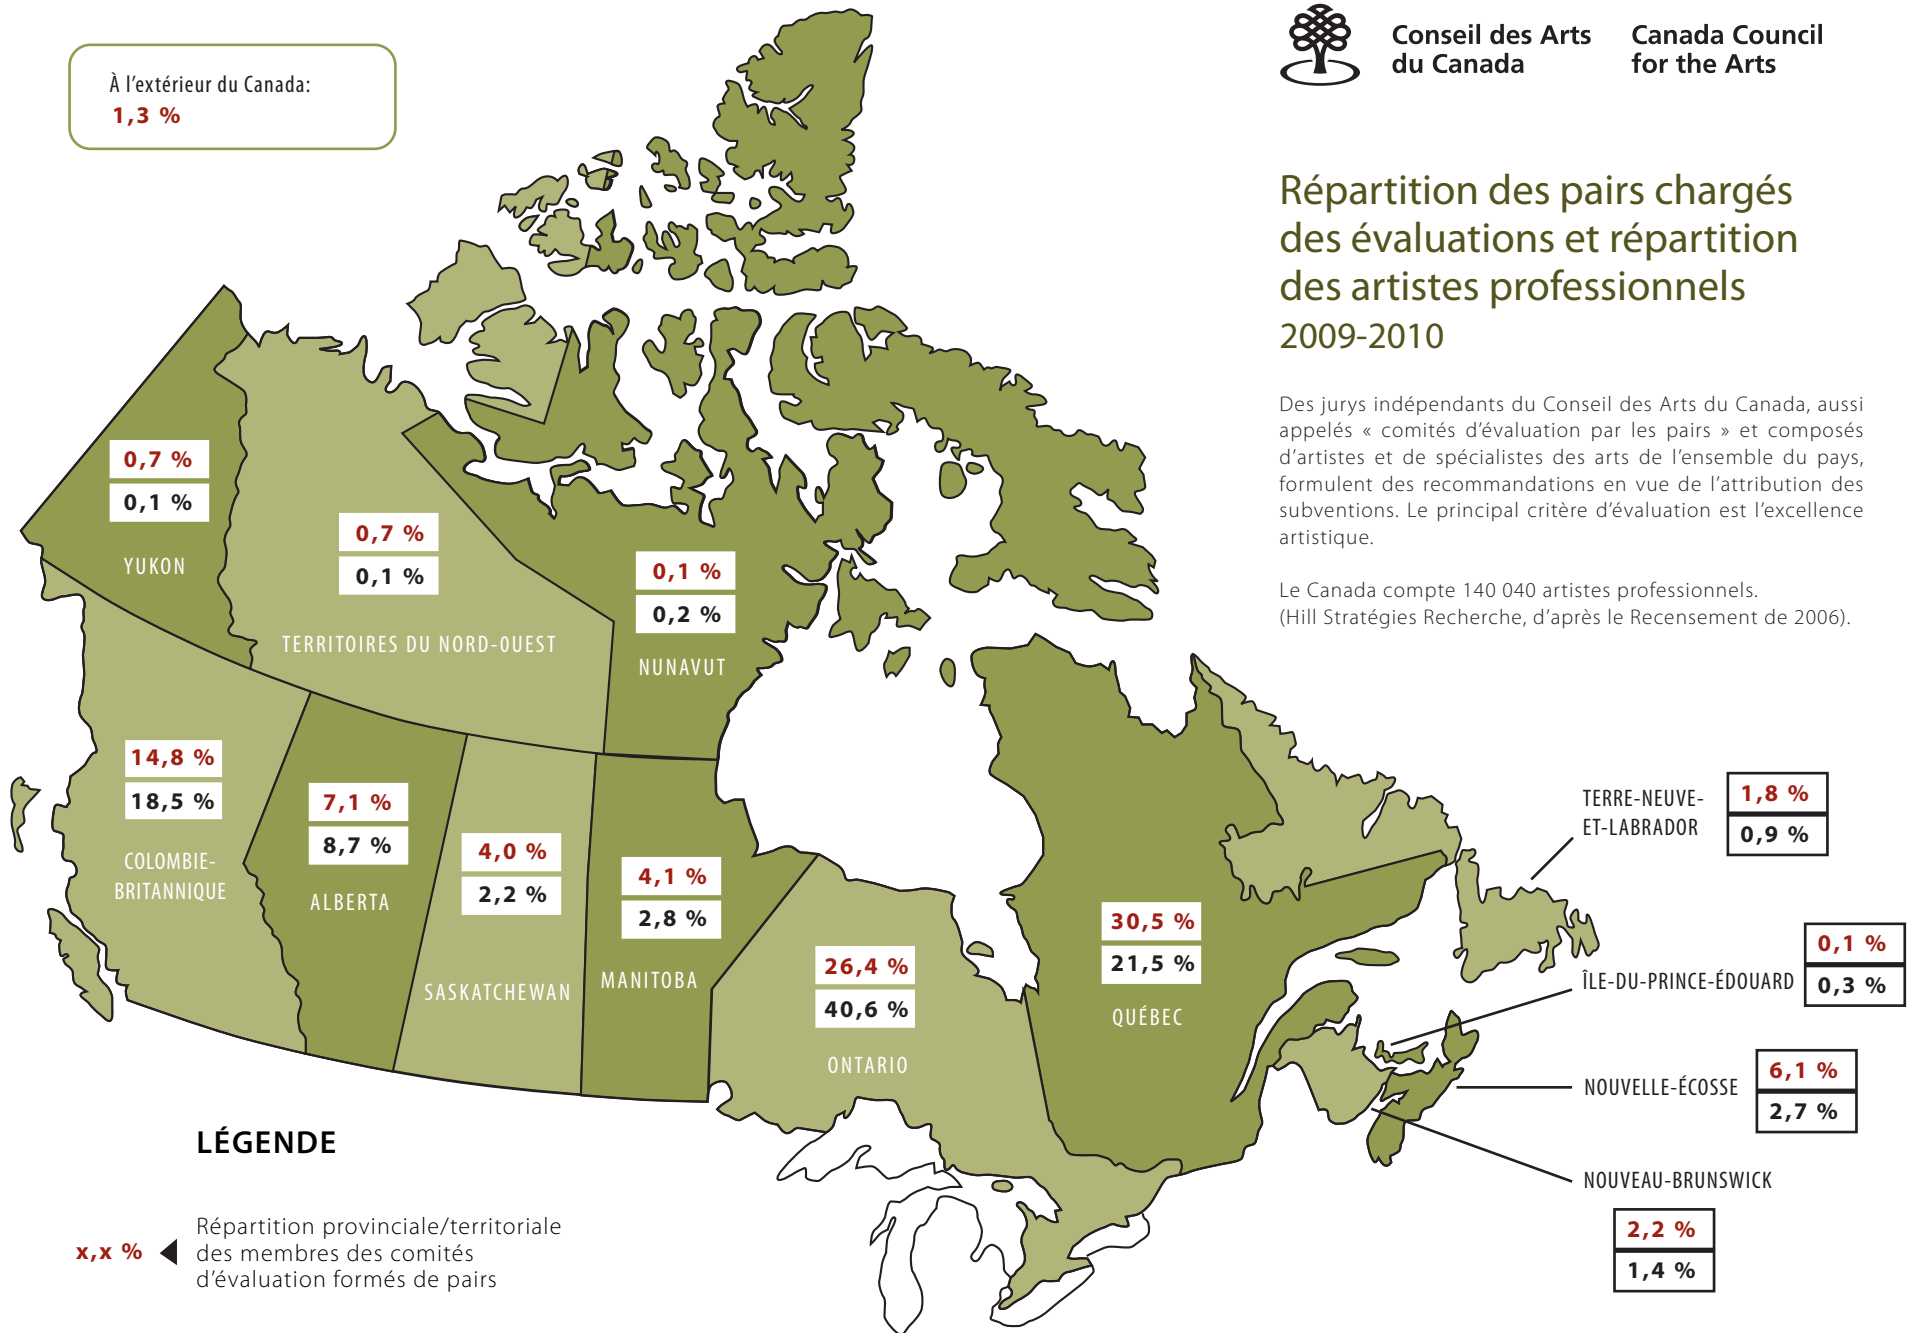 À l'extérieur du Canada:
1,3 %
Conseil des Arts
du Canada
Canada Council
for the Arts
Répartition des pairs chargés
des évaluations et répartition
des artistes professionnels
2009-2010
Des jurys indépendants du Conseil des Arts du Canada, aussi
appelés « comités d'évaluation par les pairs » et composés
d'artistes et de spécialistes des arts de l'ensemble du pays,
formulent des recommandations en vue de l'attribution des
subventions. Le principal critère d'évaluation est l'excellence
artistique.
Le Canada compte 140 040 artistes professionnels.
(Hill Stratégies Recherche, d'après le Recensement de 2006).
0,7 %
0,1 %
YUKON
0,7 %
0,1 %
TERRITOIRES DU NORD-OUEST
0,1 %
0,2 %
NUNAVUT
14,8 %
18,5 %
COLOMBIE-
BRITANNIQUE
7,1 %
8,7 %
ALBERTA
4,0 %
2,2 %
SASKATCHEWAN
4,1 %
2,8 %
MANITOBA
26,4 %
40,6 %
ONTARIO
30,5 %
21,5 %
QUÉBEC
TERRE-NEUVE-
ET-LABRADOR
1,8 %
0,9 %
ÎLE-DU-PRINCE-ÉDOUARD
0,1 %
0,3 %
NOUVELLE-ÉCOSSE
6,1 %
2,7 %
NOUVEAU-BRUNSWICK
2,2 %
1,4 %
LÉGENDE
x,x %
Répartition provinciale/territoriale
des membres des comités
d'évaluation formés de pairs